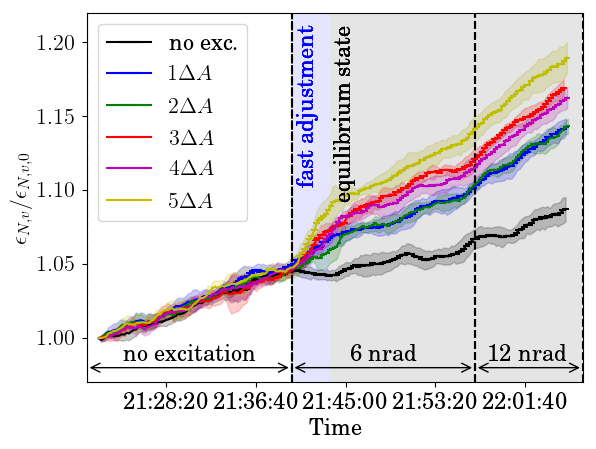 no exc.
1ΔA
2ΔA
3ΔA
4ΔA
5ΔA
fast adjustment
equilibrium state
1.20
1.15
1.10
1.05
1.00
ϵ_{N,v}/ϵ_{N,v,0}
no excitation
6 nrad
12 nrad
21:28:20 21:36:40 21:45:00 21:53:20 22:01:40
Time